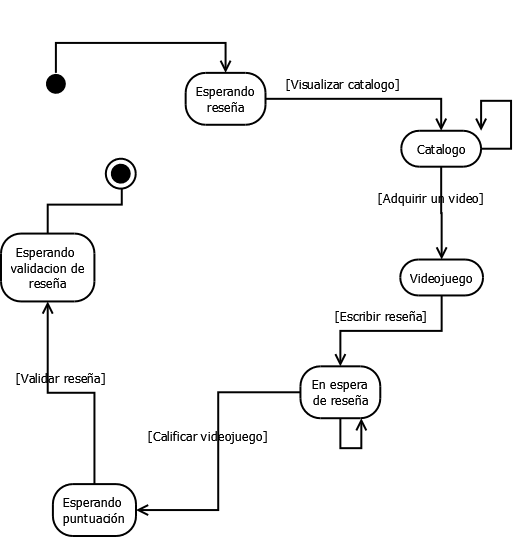 Esperando
reseña
[Visualizar catalogo]
Catalogo
[Adquirir un video]
Videojuego
[Escribir reseña]
En espera
de reseña
[Calificar videojuego]
Esperando
puntuación
[Validar reseña]
Esperando
validacion de
reseña